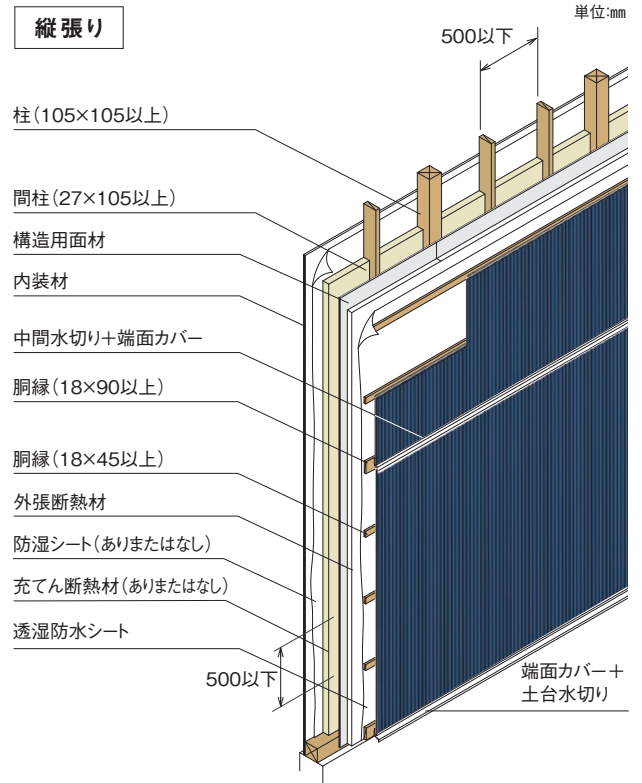 縦張り
単位:㎜
500以下
柱(105×105以上)
間柱(27×105以上)
構造用面材
内装材
中間水切り+端面カバー
胴縁(18×90以上)
胴縁(18×45以上)
外張断熱材
防湿シート(ありまたはなし)
充てん断熱材(ありまたはなし)
透湿防水シート
500以下
端面カバー+
土台水切り